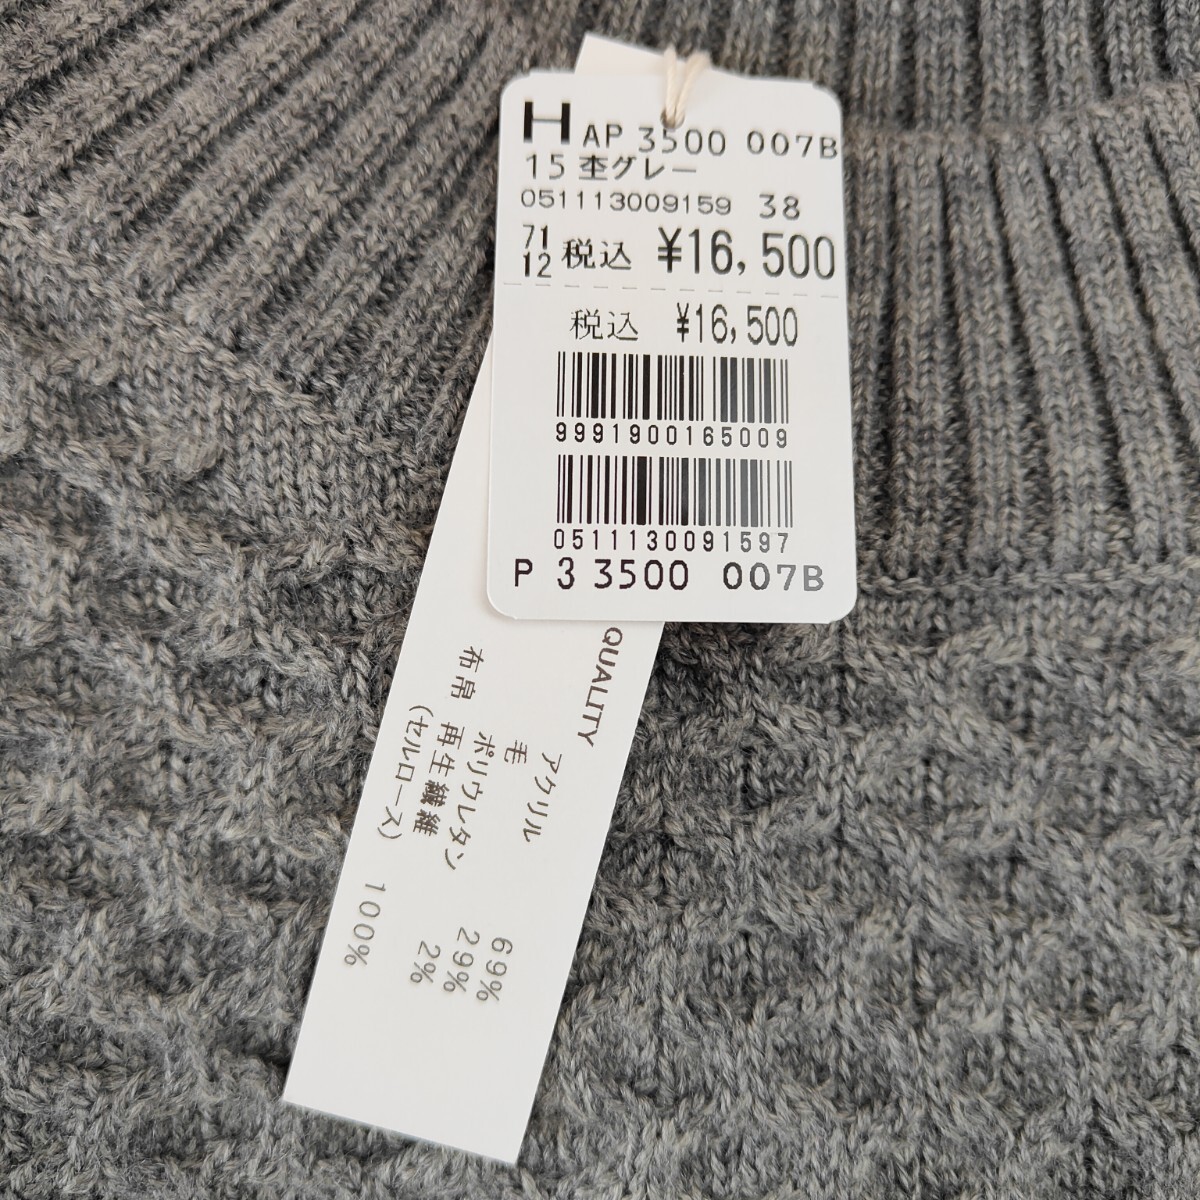 H AP 3500 007B
15 杢グレー
051113009159 38
71
12 税込 ¥16,500
税込 ¥16,500
9991900165009
0511130091597
P 3 3500 007B
QUALITY
アクリル 69%
毛 29%
ポリウレタン 2%
布帛 再生繊維
(セルロース) 100%